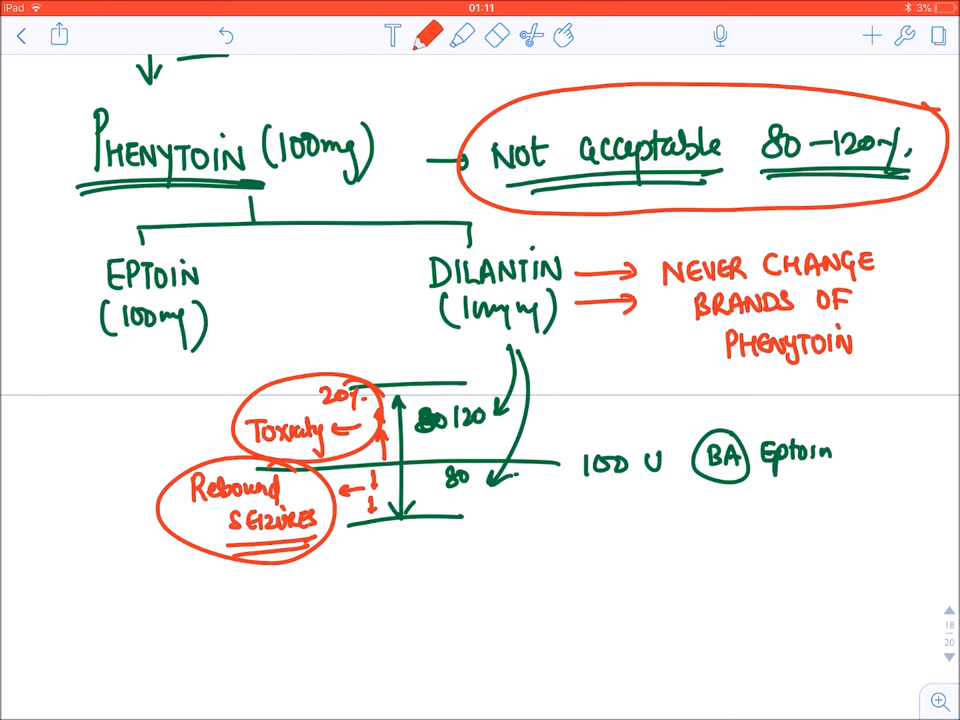 iPad 01:11 3%
T
PHENYTOIN (100mg) → Not acceptable 80-120%.
EPTOIN DILANTIN → NEVER CHANGE
(100mg) → BRANDS OF
PHENYTOIN
20%.
Toxicity ← 120
100 U BA Eptoin
80
Rebound ←
SEIZURES
18
20